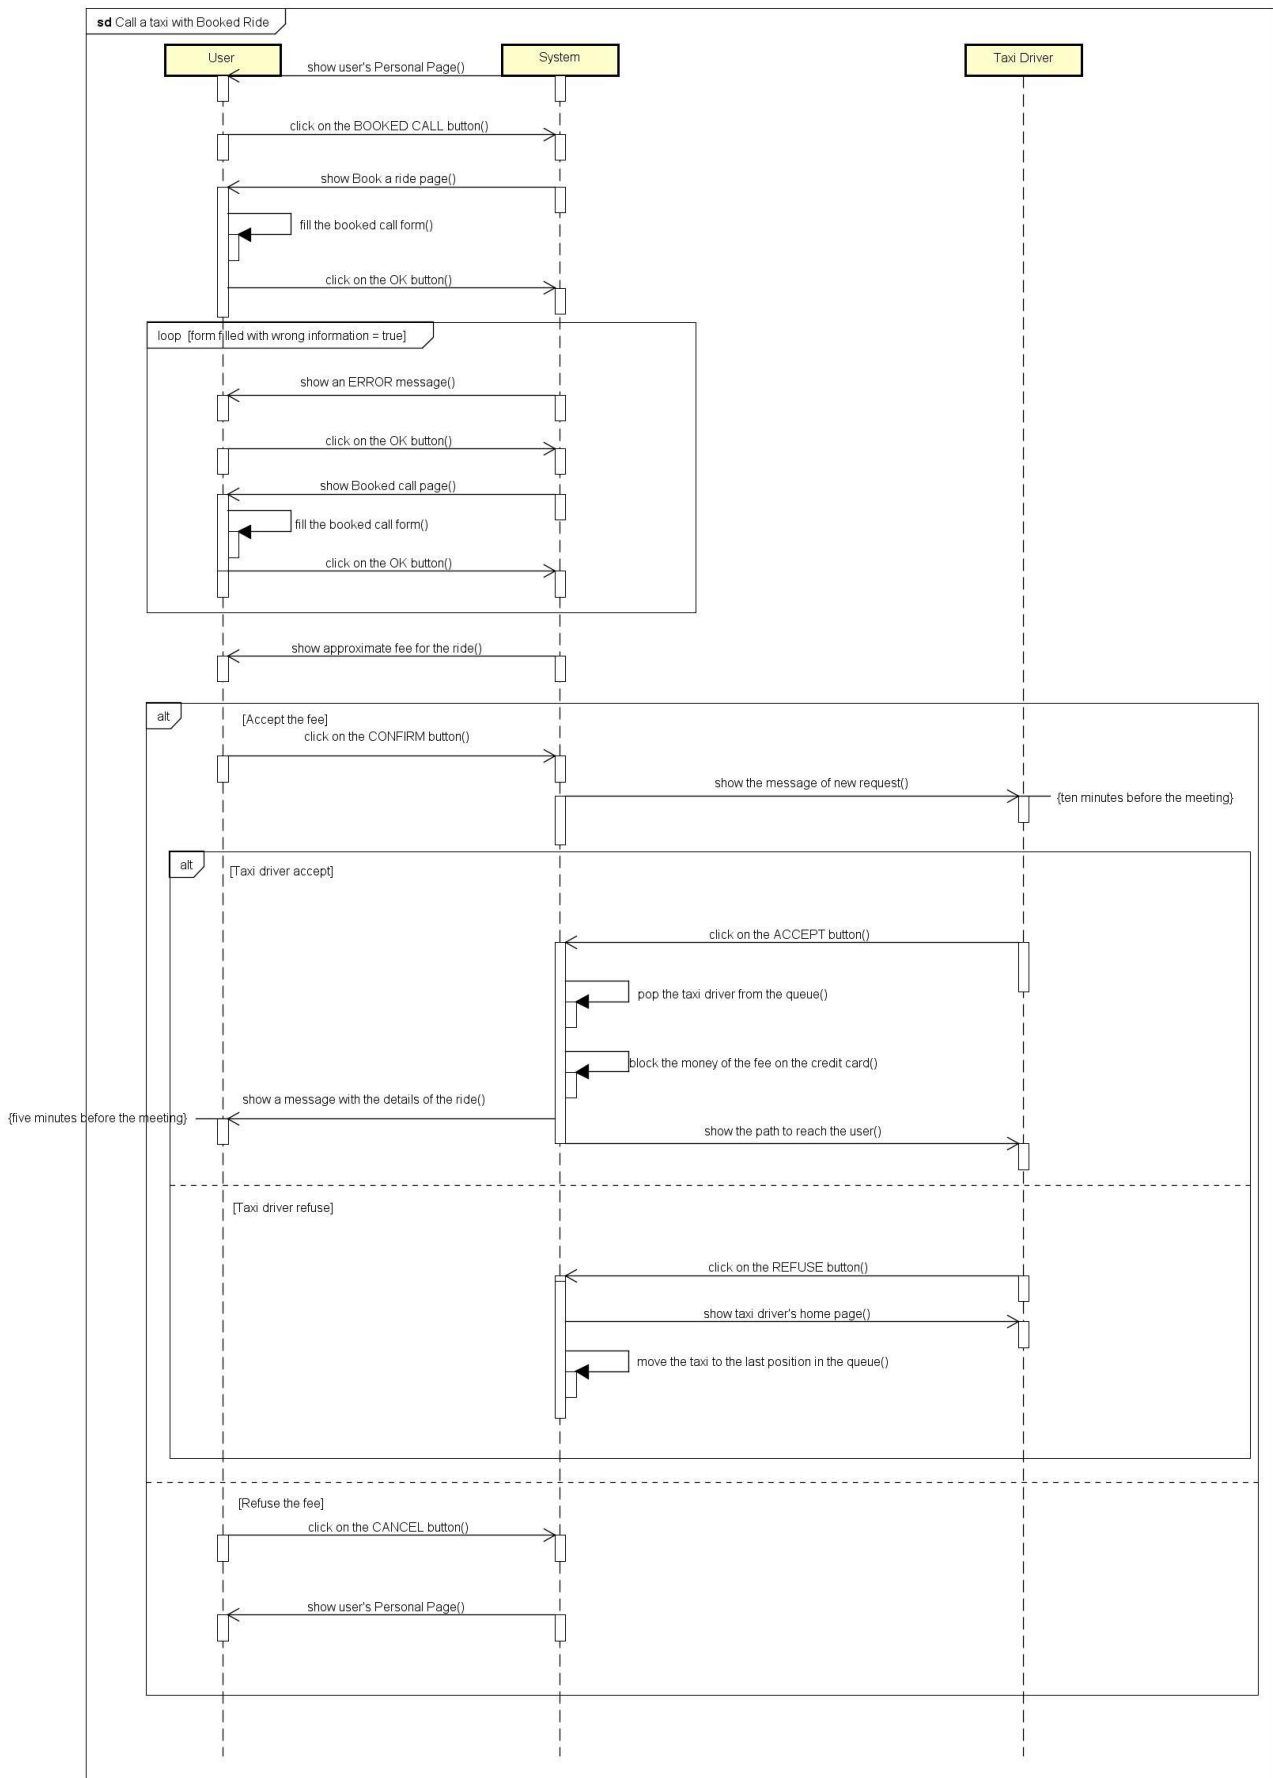 sd Call a taxi with Booked Ride
User
System
Taxi Driver
show user's Personal Page()
click on the BOOKED CALL button()
show Book a ride page()
fill the booked call form()
click on the OK button()
loop [form filled with wrong information = true]
show an ERROR message()
click on the OK button()
show Booked call page()
fill the booked call form()
click on the OK button()
show approximate fee for the ride()
alt
[Accept the fee]
click on the CONFIRM button()
show the message of new request()
{ten minutes before the meeting}
alt
[Taxi driver accept]
click on the ACCEPT button()
pop the taxi driver from the queue()
block the money of the fee on the credit card()
show a message with the details of the ride()
{five minutes before the meeting}
show the path to reach the user()
[Taxi driver refuse]
click on the REFUSE button()
show taxi driver's home page()
move the taxi to the last position in the queue()
[Refuse the fee]
click on the CANCEL button()
show user's Personal Page()